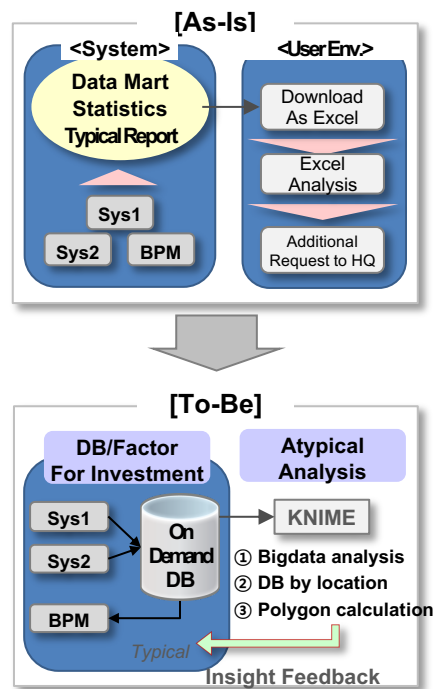 [As-Is]
<System>
<User Env.>
Data Mart
Statistics
Typical Report
Download
As Excel
Excel
Analysis
Additional
Request to HQ
Sys1
Sys2
BPM
[To-Be]
DB/Factor
For Investment
Atypical
Analysis
Sys1
Sys2
BPM
On
Demand
DB
KNIME
① Bigdata analysis
② DB by location
③ Polygon calculation
Typical
Insight Feedback